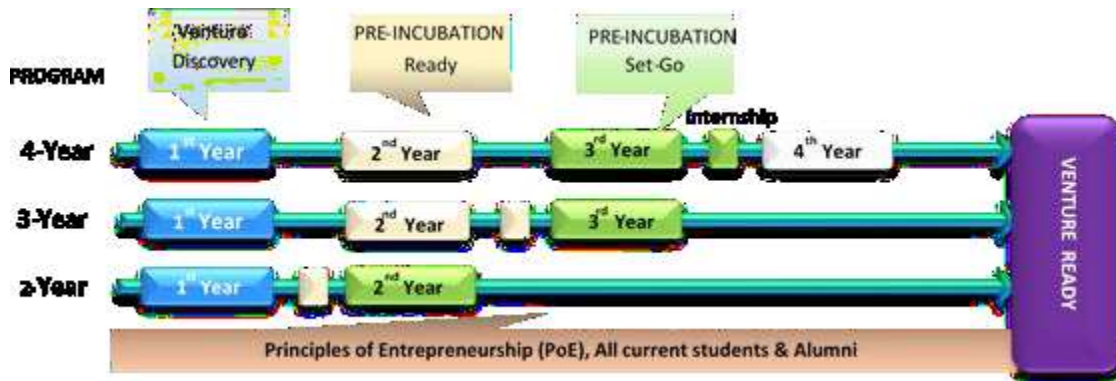 Venture
Discovery
PRE-INCUBATION
Ready
PRE-INCUBATION
Set-Go
PROGRAM
Internship
4-Year
1st Year
2nd Year
3rd Year
4th Year
3-Year
1st Year
2nd Year
3rd Year
2-Year
1st Year
2nd Year
VENTURE READY
Principles of Entrepreneurship (PoE), All current students & Alumni